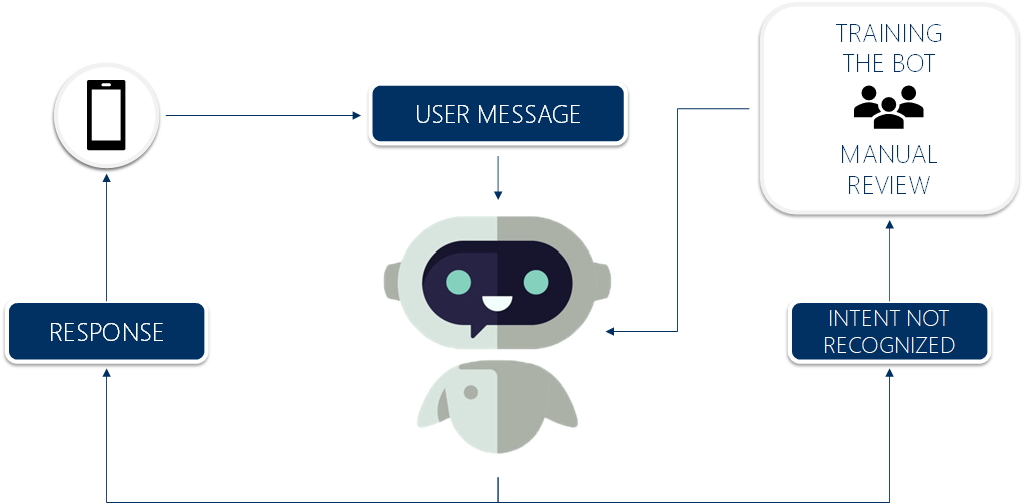 TRAINING
THE BOT
USER MESSAGE
MANUAL
REVIEW
RESPONSE
INTENT NOT
RECOGNIZED